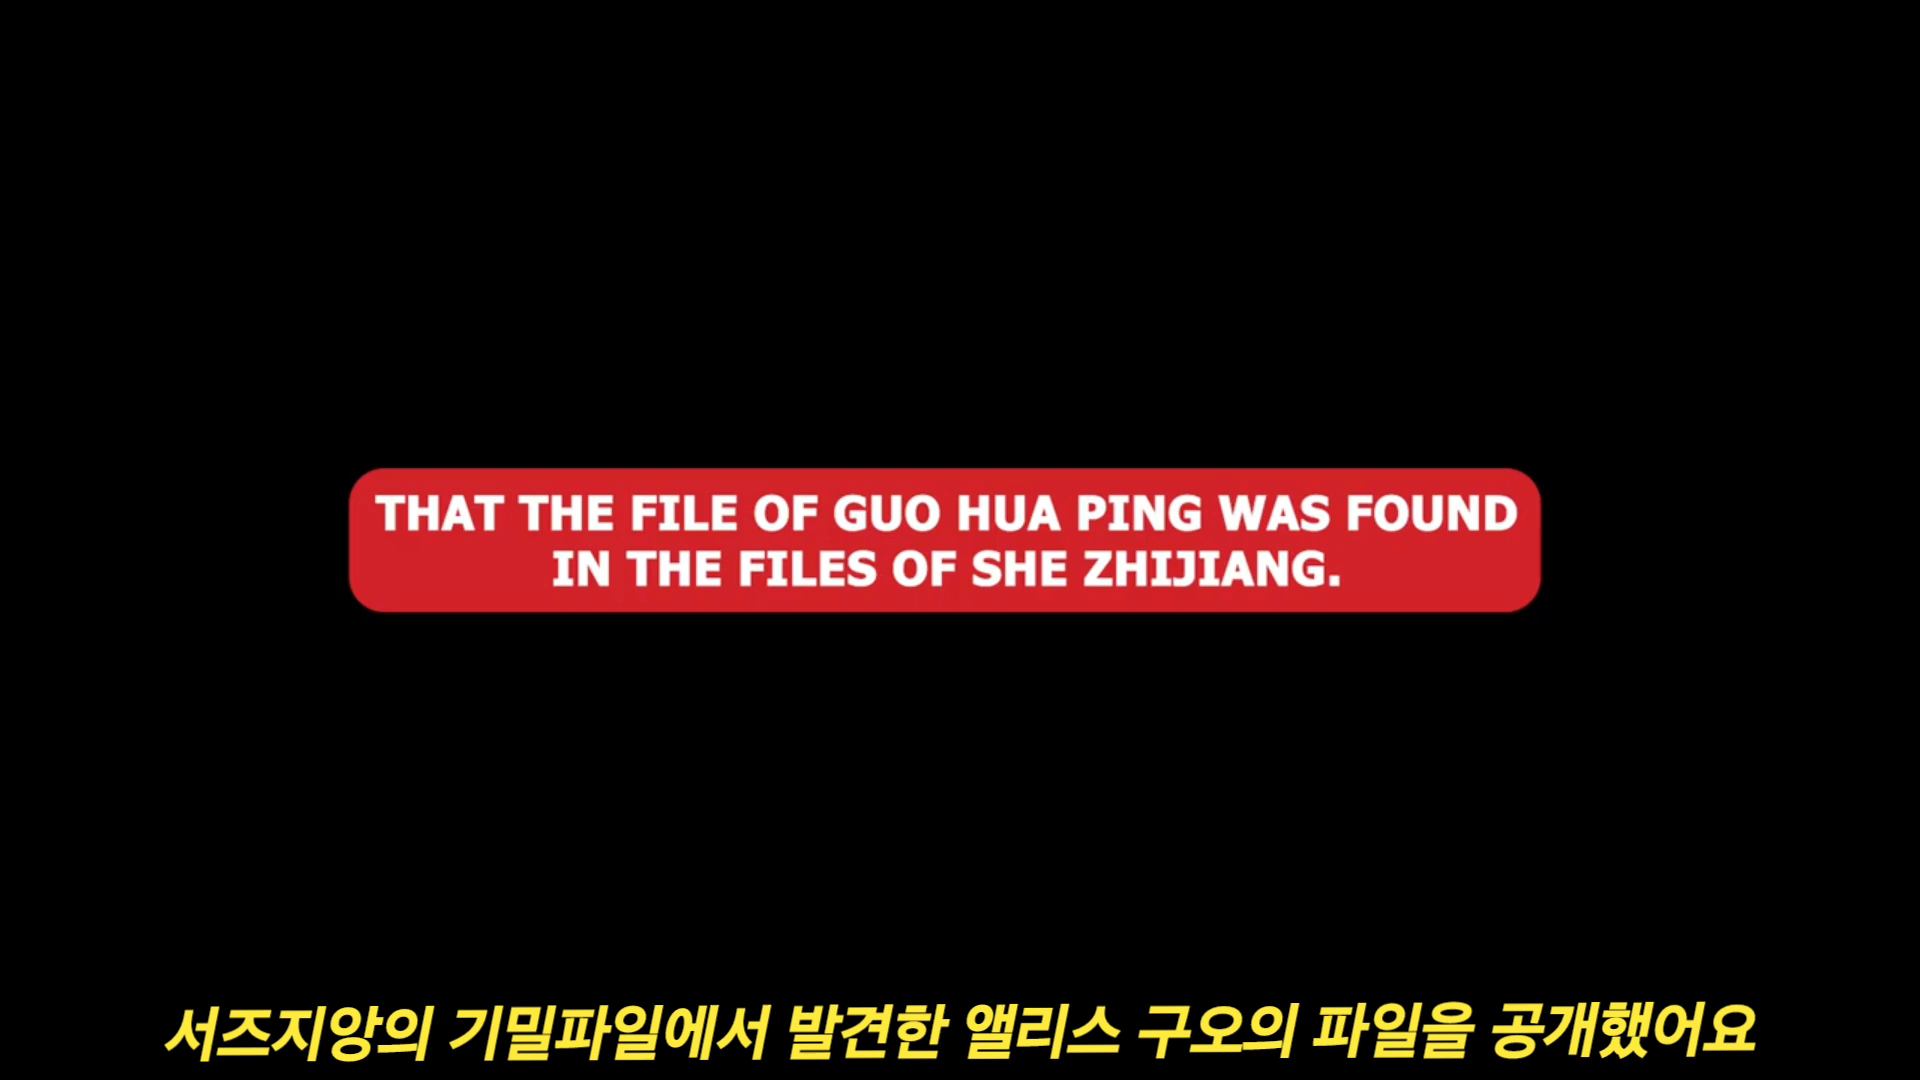 THAT THE FILE OF GUO HUA PING WAS FOUND
IN THE FILES OF SHE ZHIJIANG.
서즈지앙의 기밀파일에서 발견한 앨리스 구오의 파일을 공개했어요